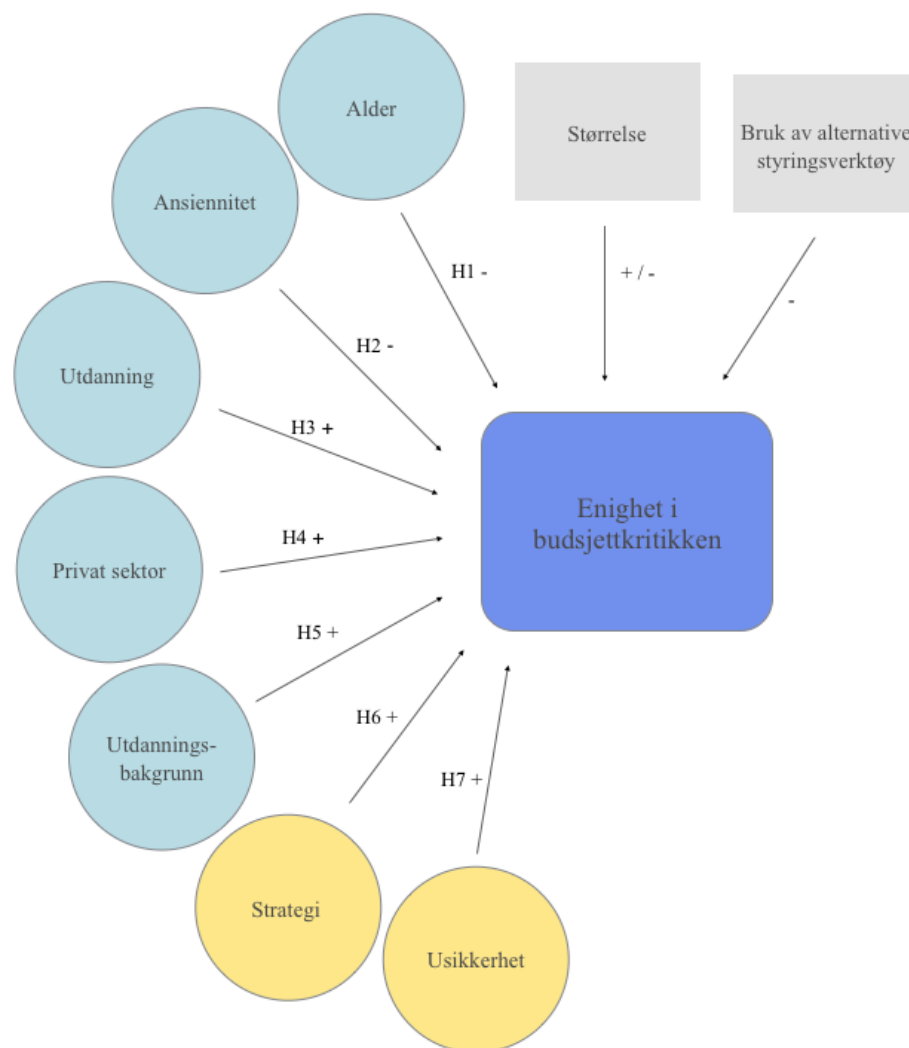 Alder
Størrelse
Bruk av alternative
styringsverktøy
Ansiennitet
H1 -
+ / -
-
H2 -
Utdanning
H3 +
Enighet i
budsjettkritikken
H4 +
Privat sektor
H5 +
Utdannings-
bakgrunn
H6 +
H7 +
Strategi
Usikkerhet